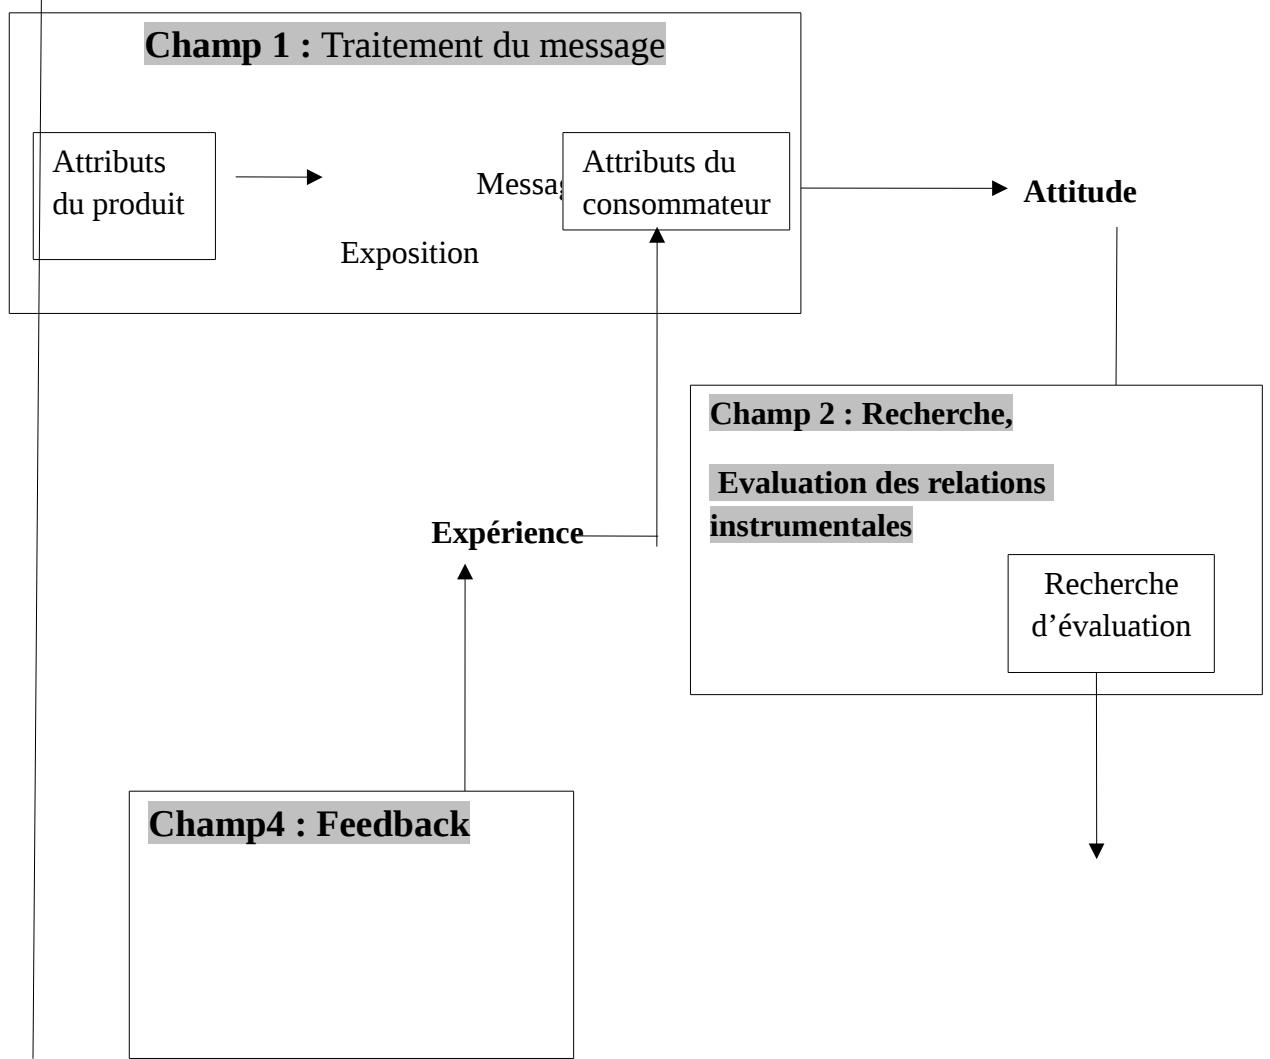 Champ 1 : Traitement du message
Attributs
du produit
Attributs du
consommateur
Exposition
Attitude
Champ 2 : Recherche,
Evaluation des relations
instrumentales
Expérience
Recherche
d’évaluation
Champ4 : Feedback